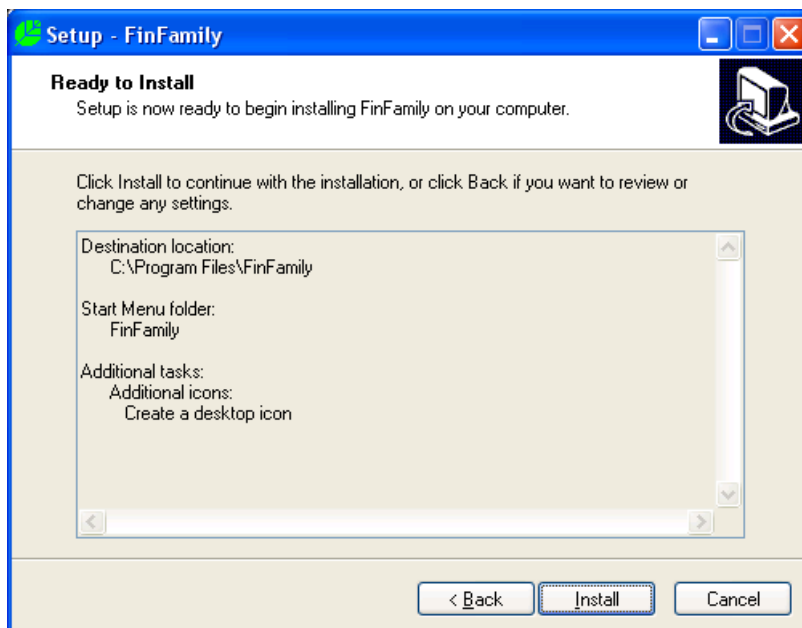 Setup - FinFamily
Ready to Install
Setup is now ready to begin installing FinFamily on your computer.
Click Install to continue with the installation, or click Back if you want to review or
change any settings.
Destination location:
C:\Program Files\FinFamily
Start Menu folder:
FinFamily
Additional tasks:
Additional icons:
Create a desktop icon
< Back
Install
Cancel